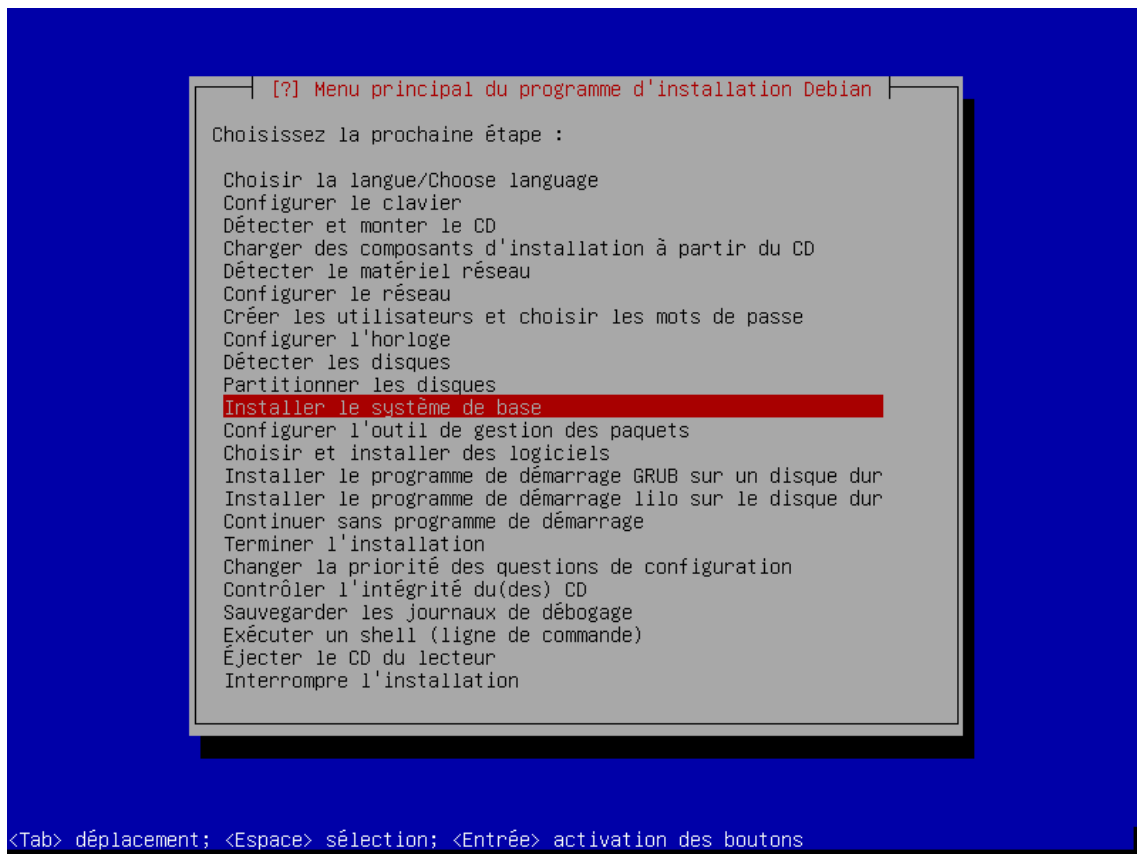 [?] Menu principal du programme d'installation Debian
Choisissez la prochaine étape :
Choisir la langue/Choose language
Configurer le clavier
Détecter et monter le CD
Charger des composants d'installation à partir du CD
Détecter le matériel réseau
Configurer le réseau
Créer les utilisateurs et choisir les mots de passe
Configurer l'horloge
Détecter les disques
Partitionner les disques
Installer le système de base
Configurer l'outil de gestion des paquets
Choisir et installer des logiciels
Installer le programme de démarrage GRUB sur un disque dur
Installer le programme de démarrage lilo sur le disque dur
Continuer sans programme de démarrage
Terminer l'installation
Changer la priorité des questions de configuration
Contrôler l'intégrité du(des) CD
Sauvegarder les journaux de débogage
Exécuter un shell (ligne de commande)
Éjecter le CD du lecteur
Interrompre l'installation
<Tab> déplacement; <Espace> sélection; <Entrée> activation des boutons